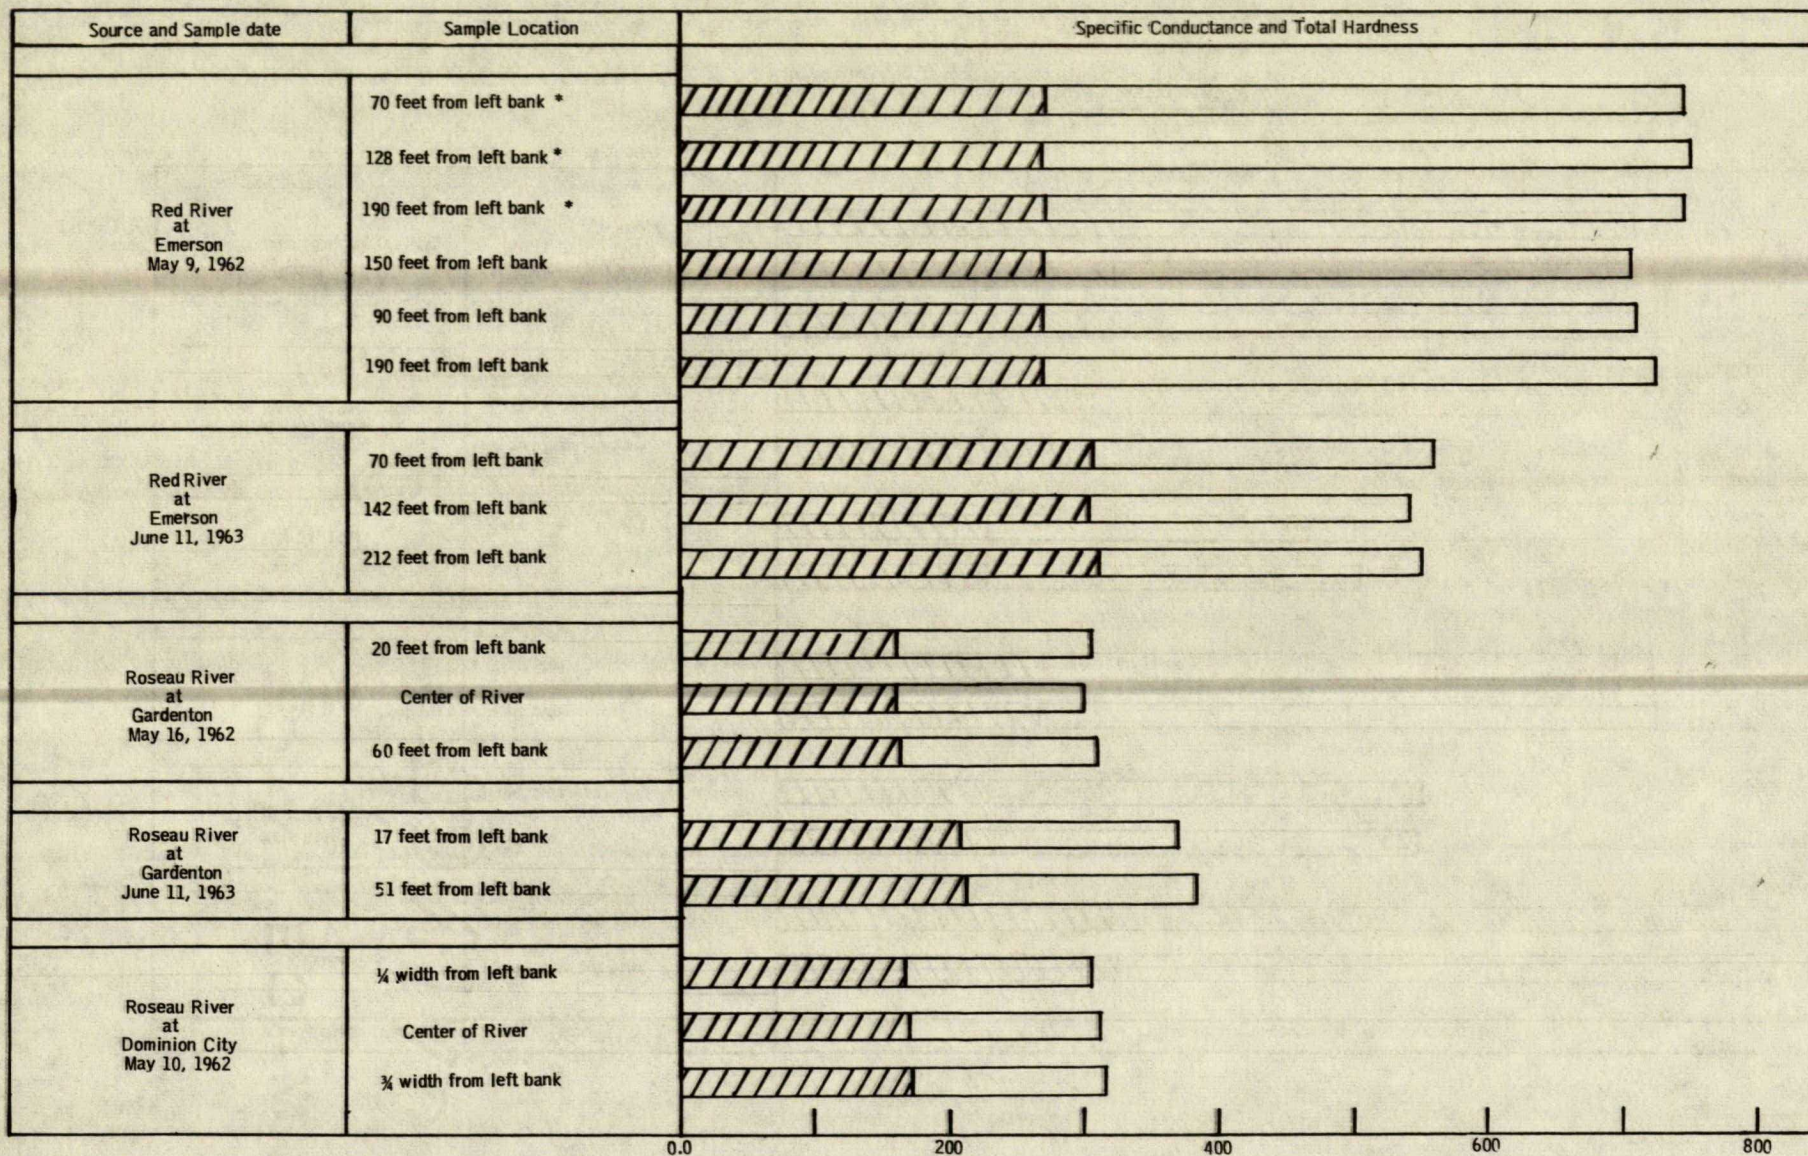 Source and Sample date
Sample Location
Specific Conductance and Total Hardness
Red River
at
Emerson
May 9, 1962
70 feet from left bank *
128 feet from left bank *
190 feet from left bank *
150 feet from left bank
90 feet from left bank
190 feet from left bank
Red River
at
Emerson
June 11, 1963
70 feet from left bank
142 feet from left bank
212 feet from left bank
Roseau River
at
Gardenton
May 16, 1962
20 feet from left bank
Center of River
60 feet from left bank
Roseau River
at
Gardenton
June 11, 1963
17 feet from left bank
51 feet from left bank
Roseau River
at
Dominion City
May 10, 1962
¼ width from left bank
Center of River
¾ width from left bank
0.0 200 400 600 800